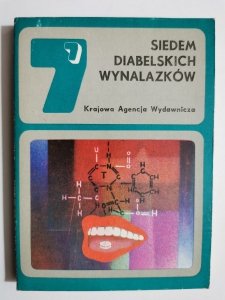 7
SIEDEM
DIABELSKICH
WYNALAZKÓW
Krajowa Agencja Wydawnicza